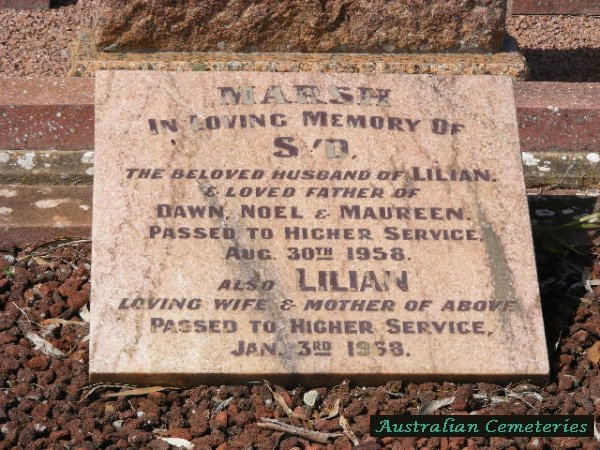 MARSH
IN LOVING MEMORY OF
SYD.
THE BELOVED HUSBAND OF LILIAN.
& LOVED FATHER OF
DAWN, NOEL & MAUREEN.
PASSED TO HIGHER SERVICE,
AUG. 30TH 1958.
ALSO LILIAN
LOVING WIFE & MOTHER OF ABOVE
PASSED TO HIGHER SERVICE,
JAN. 3RD
Australian Cemeteries